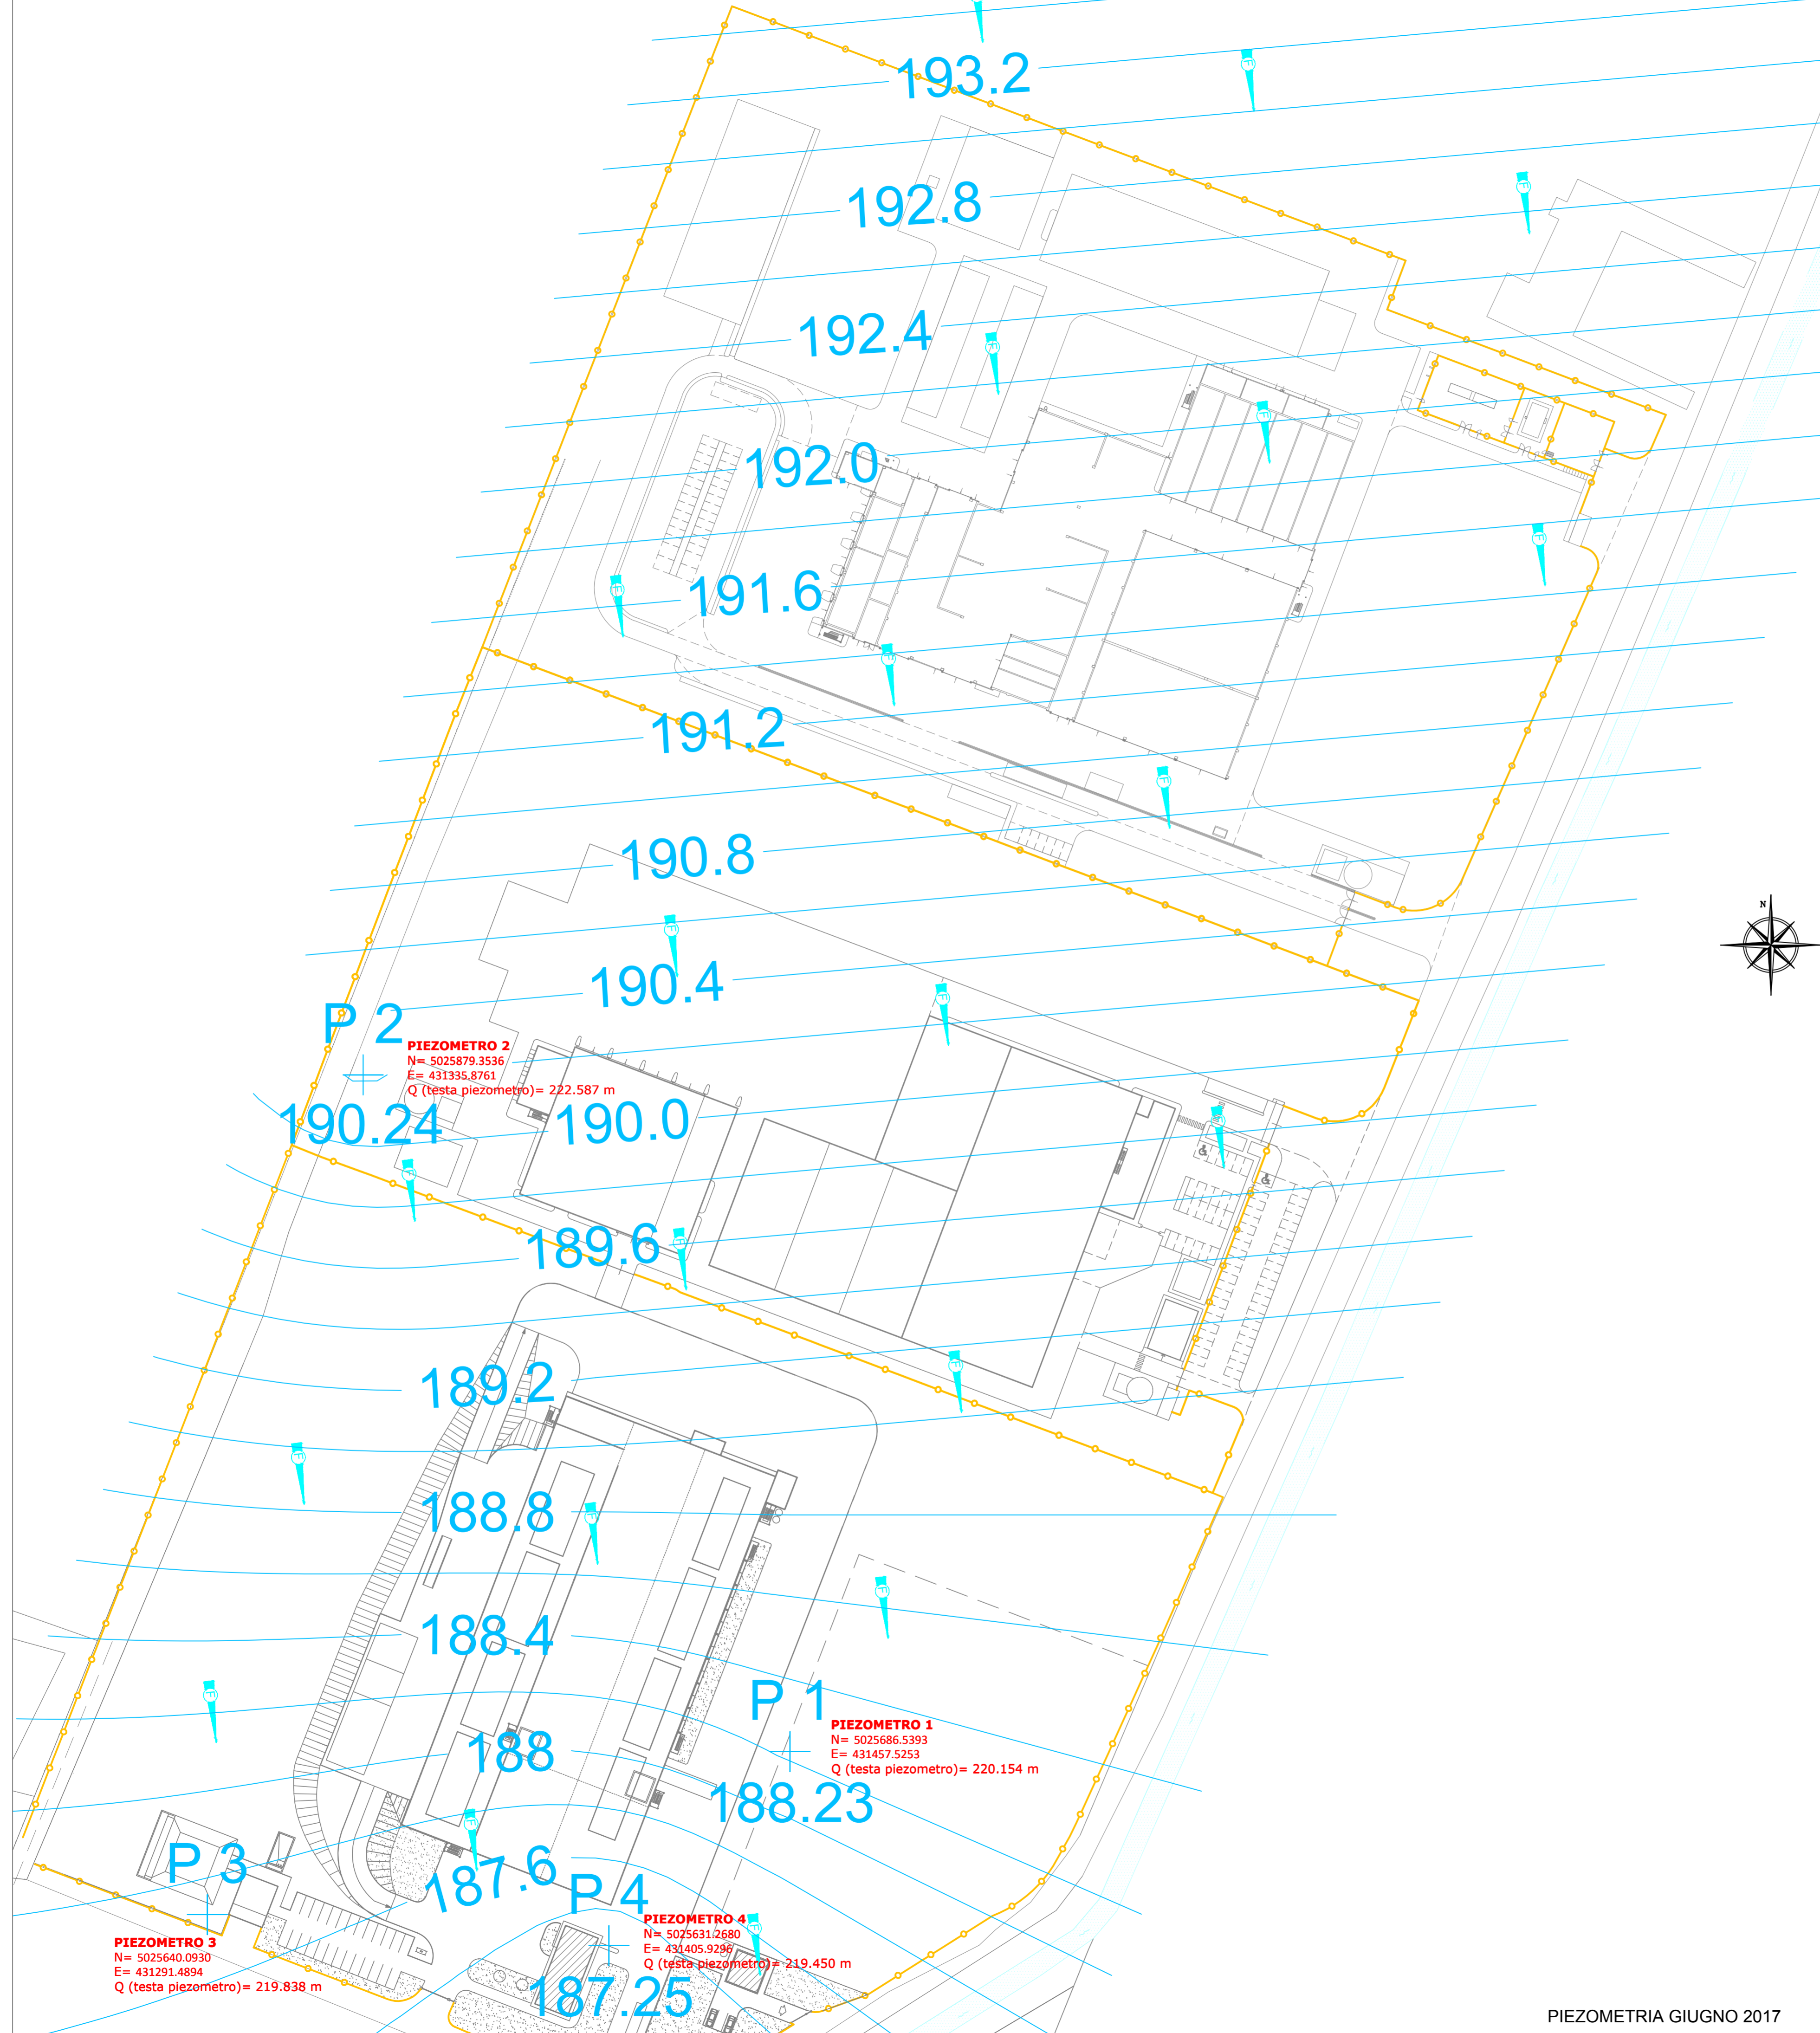 193.2
192.8
192.4
192.0
191.6
191.2
190.8
190.4
N
P 2
PIEZOMETRO 2
N= 5025879.3536
E= 431335.8761
Q (testa piezometro)= 222.587 m
190.24
190.0
189.6
189.2
188.8
188.4
P 1
PIEZOMETRO 1
N= 5025686.5393
E= 431457.5253
Q (testa piezometro)= 220.154 m
188
188.23
P 3
187.6
P 4
PIEZOMETRO 4
N= 5025631.2680
E= 431405.9296
Q (testa piezometro)= 219.450 m
PIEZOMETRO 3
N= 5025640.0930
E= 431291.4894
Q (testa piezometro)= 219.838 m
187.25
PIEZOMETRIA GIUGNO 2017